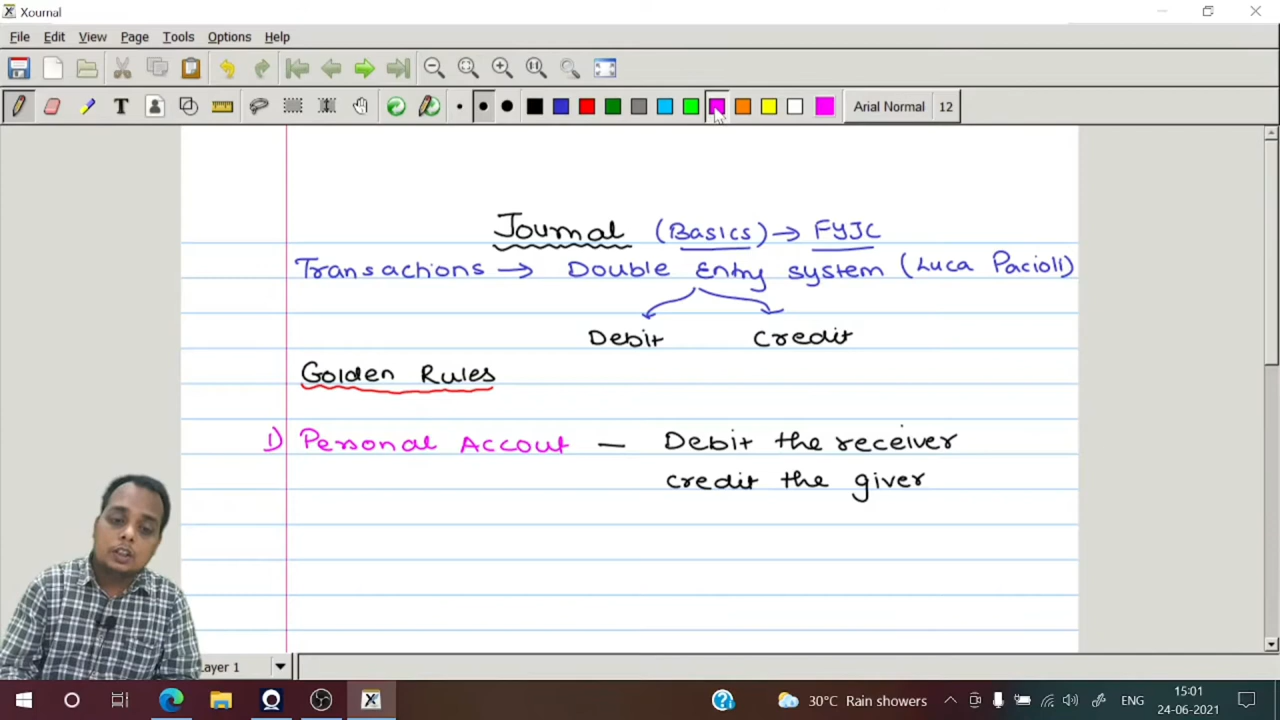 Xournal
File Edit View Page Tools Options Help
Arial Normal 12
Journal (Basics) → FYJC
Transactions → Double Entry system (Luca Pacioli)
Debit Credit
Golden Rules
1) Personal Accout — Debit the receiver
credit the giver
ayer 1
30°C Rain showers
ENG
15:01
24-06-2021